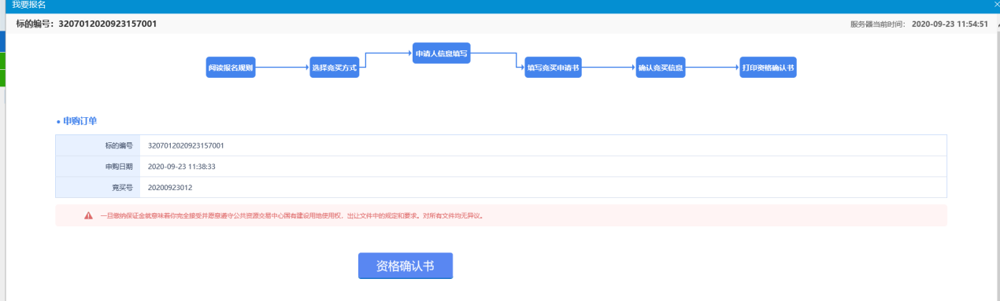 我要报名
标的编号：3207012020923157001
服务器当前时间： 2020-09-23 11:54:51
阅读报名规则
选择竞买方式
申请人信息填写
填写竞买申请书
确认竞买信息
打印资格确认书
申购订单
标的编号 3207012020923157001
申购日期 2020-09-23 11:38:33
竞买号 20200923012
一旦缴纳保证金就意味着你完全接受并愿意遵守公共资源交易中心国有建设用地使用权，出让文件中的规定和要求。对所有文件均无异议。
资格确认书